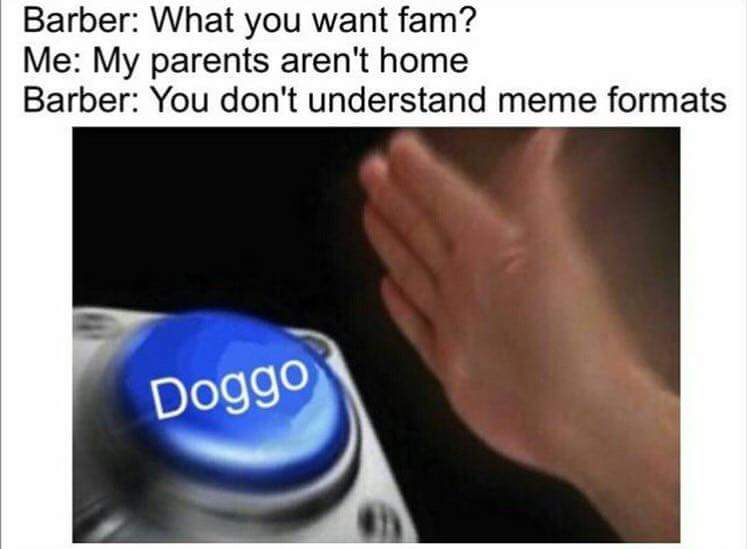 Barber: What you want fam?
Me: My parents aren't home
Barber: You don't understand meme formats
Doggo